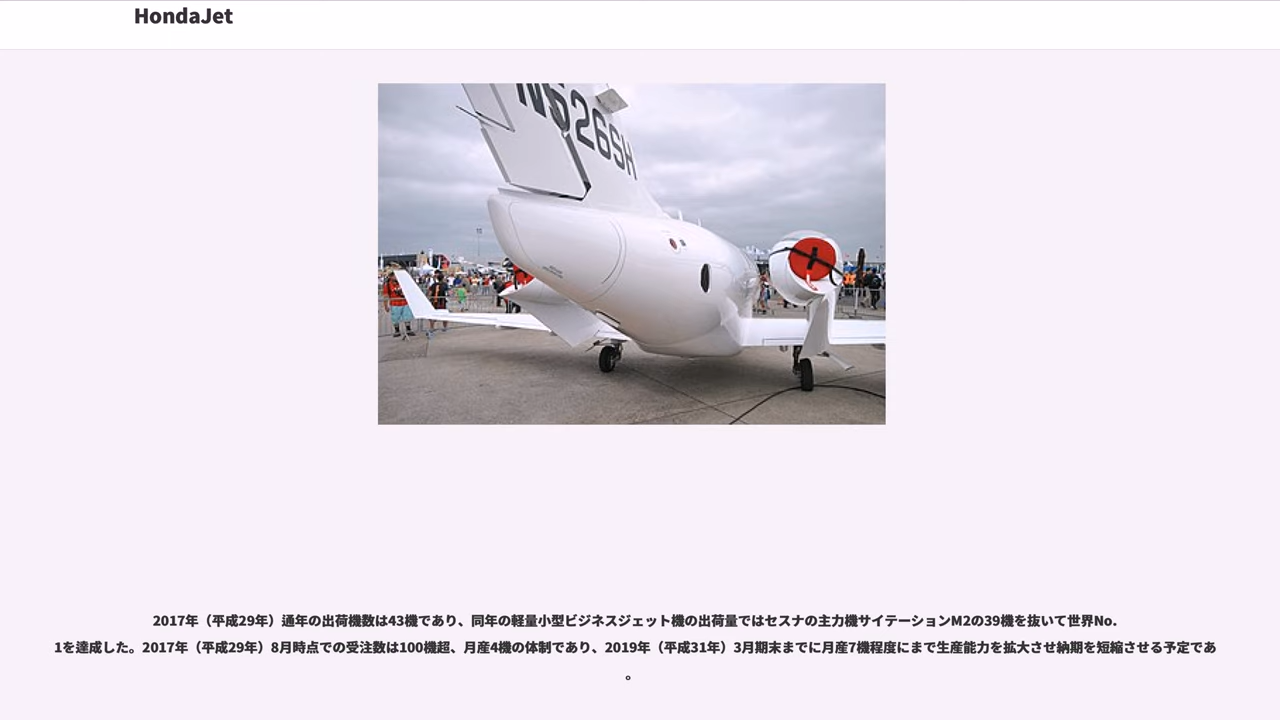 HondaJet
N526SH
2017年（平成29年）通年の出荷機数は43機であり、同年の軽量小型ビジネスジェット機の出荷量ではセスナの主力機サイテーションM2の39機を抜いて世界No.
1を達成した。2017年（平成29年）8月時点での受注数は100機超、月産4機の体制であり、2019年（平成31年）3月期末までに月産7機程度にまで生産能力を拡大させ納期を短縮させる予定であ
。